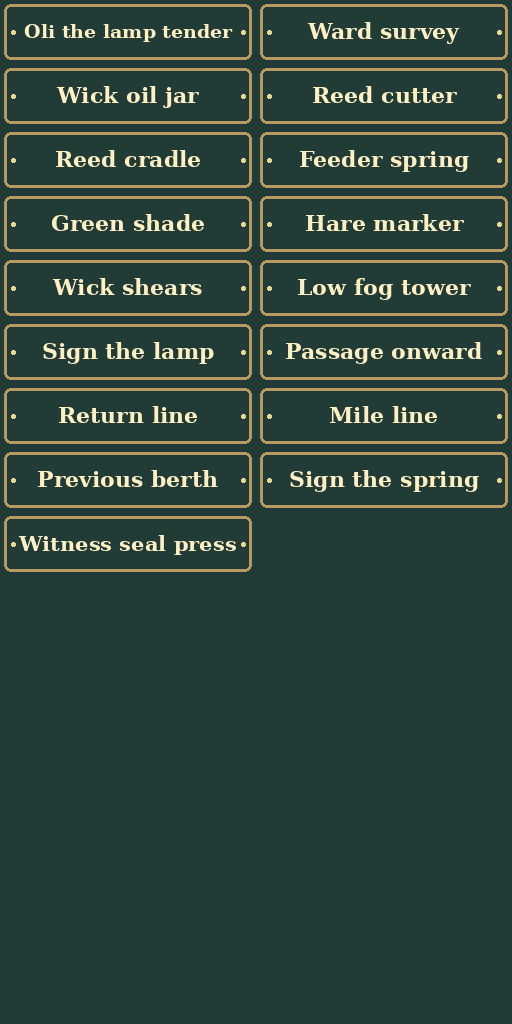 Oli the lamp tender
Ward survey
Wick oil jar
Reed cutter
Reed cradle
Feeder spring
Green shade
Hare marker
Wick shears
Low fog tower
Sign the lamp
Passage onward
Return line
Mile line
Previous berth
Sign the spring
Witness seal press